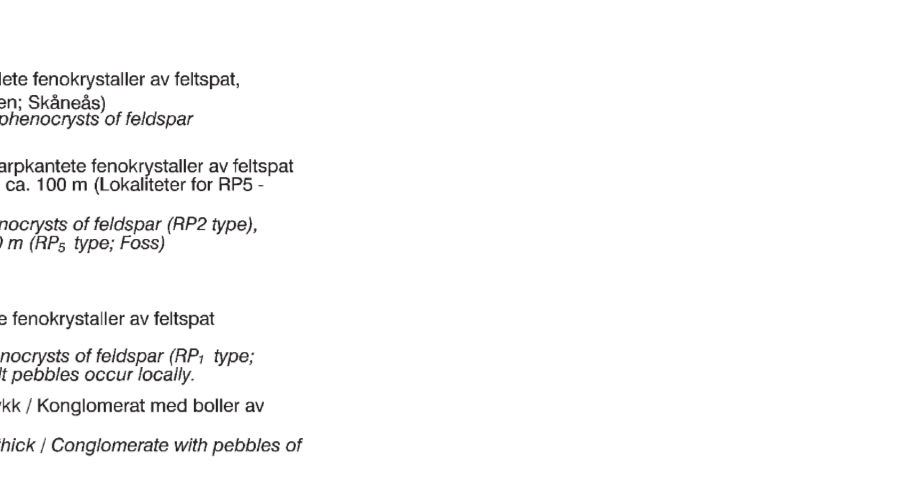 lete fenokrystaller av feltspat,
en; Skåneås)
phenocrysts of feldspar
arpkantete fenokrystaller av feltspat
ca. 100 m (Lokaliteter for RP5 -
nocrysts of feldspar (RP2 type),
0 m (RP₅ type; Foss)
e fenokrystaller av feltspat
nocrysts of feldspar (RP₁ type;
lt pebbles occur locally.
kk / Konglomerat med boller av
hick / Conglomerate with pebbles of